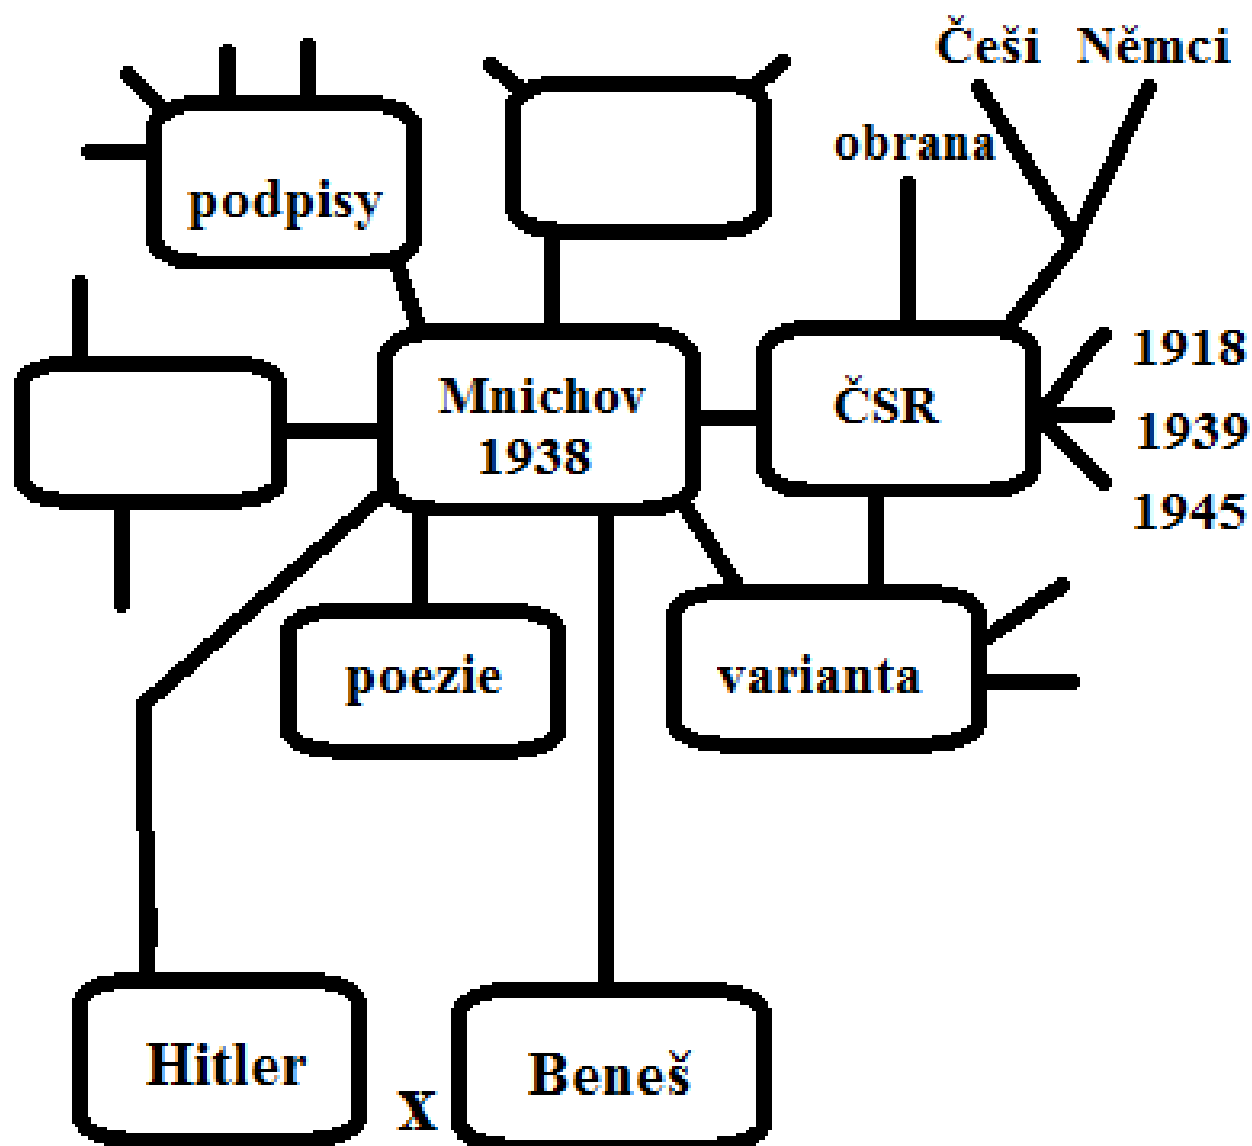 Češi Němci
obrana
podpisy
1918
Mnichov
1938
ČSR
1939
1945
poezie
varianta
Hitler
x
Beneš